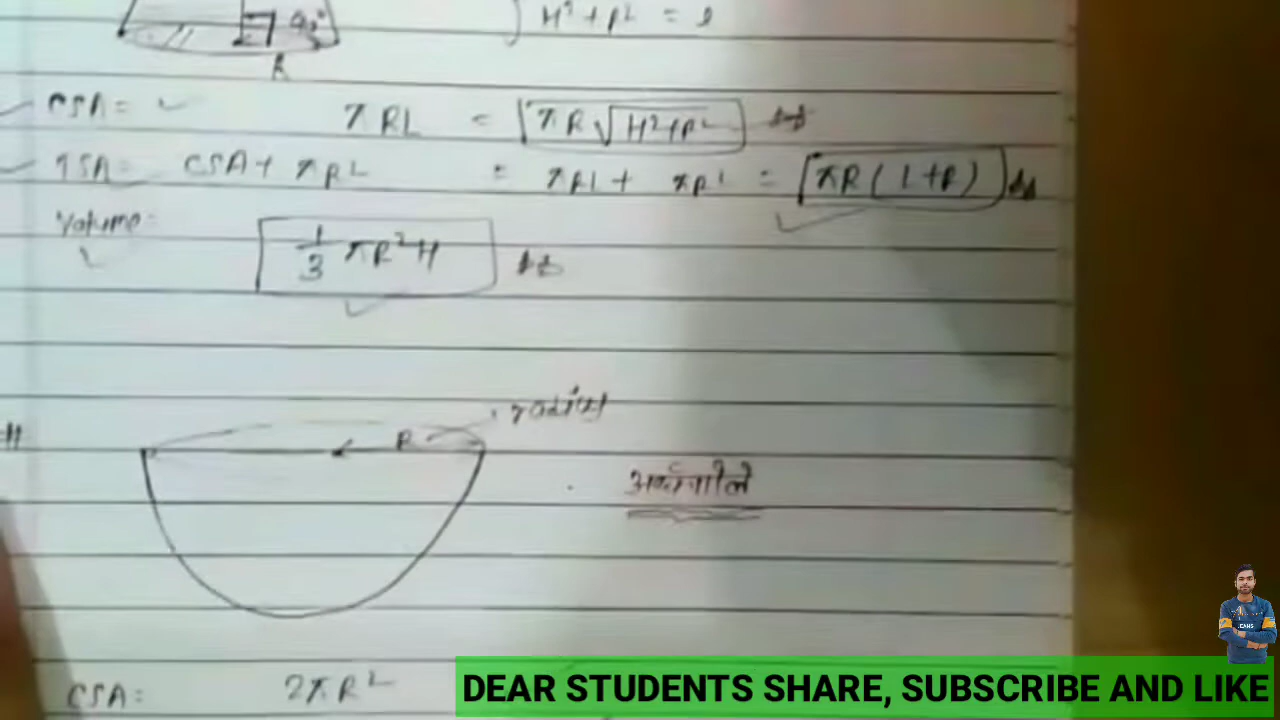 90°
√H²+R² = l
R
CSA = πRL = πR√H²+R²
TSA = CSA + πR² = πRl + πR² = πR(l+R)
Volume =
1/3 πR²H
radius
R
अर्धगोले
CSA = 2πR²
DEAR STUDENTS SHARE, SUBSCRIBE AND LIKE